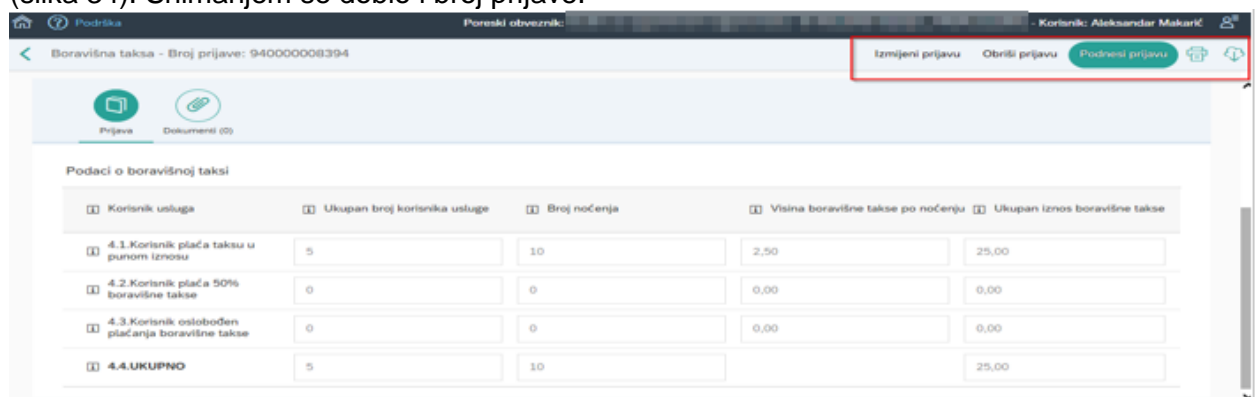 (slika 34). Snimanjem se dobio i broj prijave.
Podrška Poreski obveznik: - Korisnik: Aleksandar Makarić
Boravišna taksa - Broj prijave: 940000008394 Izmijeni prijavu Obriši prijavu Podnesi prijavu
Prijava Dokumenti (0)
Podaci o boravišnoj taksi
Korisnik usluga Ukupan broj korisnika usluge Broj noćenja Visina boravišne takse po noćenju Ukupan iznos boravišne takse
4.1.Korisnik plaća taksu u
punom iznosu 5 10 2,50 25,00
4.2.Korisnik plaća 50%
boravišne takse 0 0 0,00 0,00
4.3.Korisnik oslobođen
plaćanja boravišne takse 0 0 0,00 0,00
4.4.UKUPNO 5 10 25,00